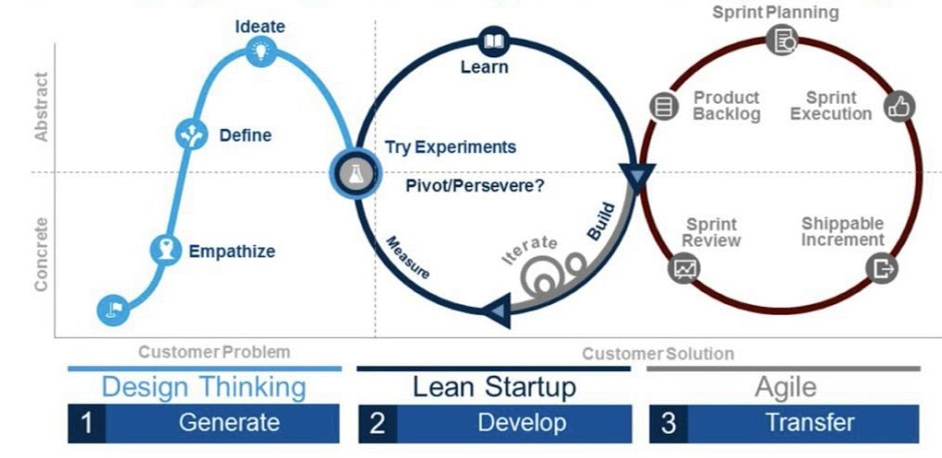 Sprint Planning
Ideate
Learn
Abstract
Product
Backlog
Sprint
Execution
Define
Try Experiments
Pivot/Persevere?
Empathize
Concrete
Measure
Iterate
Build
Sprint
Review
Shippable
Increment
Customer Problem
Customer Solution
Design Thinking
Lean Startup
Agile
1 Generate
2 Develop
3 Transfer